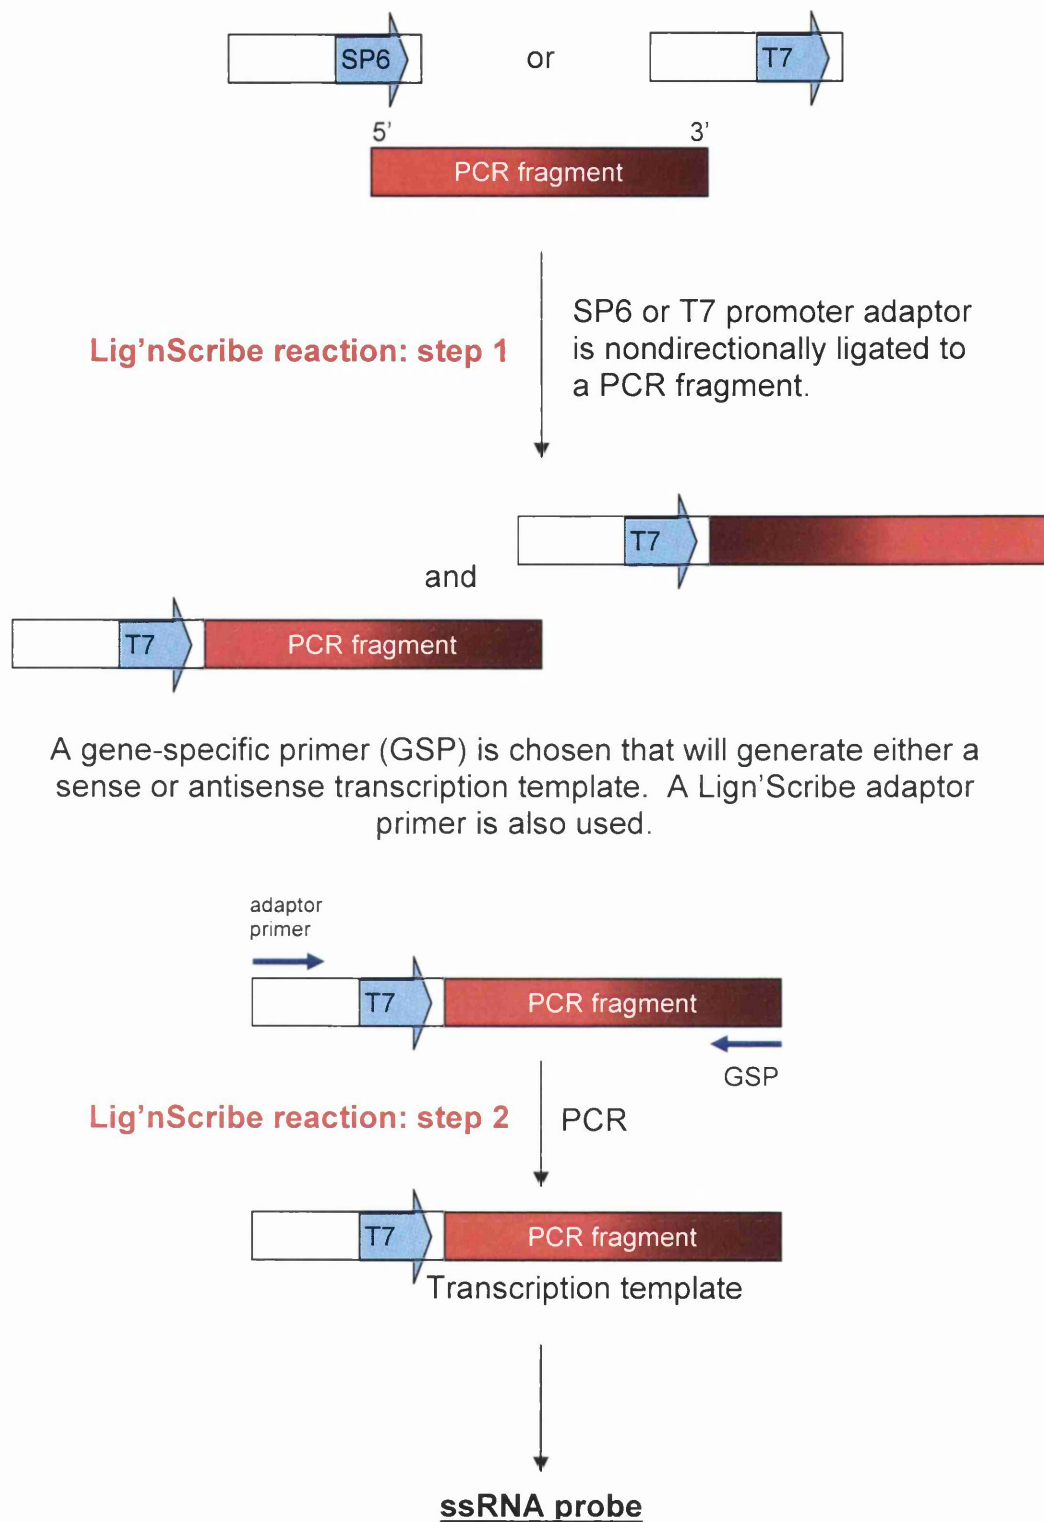 SP6
or
T7
5'
3'
PCR fragment
Lig'nScribe reaction: step 1
SP6 or T7 promoter adaptor
is nondirectionally ligated to
a PCR fragment.
T7
and
T7
PCR fragment
A gene-specific primer (GSP) is chosen that will generate either a
sense or antisense transcription template. A Lign'Scribe adaptor
primer is also used.
adaptor
primer
T7
PCR fragment
GSP
Lig'nScribe reaction: step 2
PCR
T7
PCR fragment
Transcription template
ssRNA probe